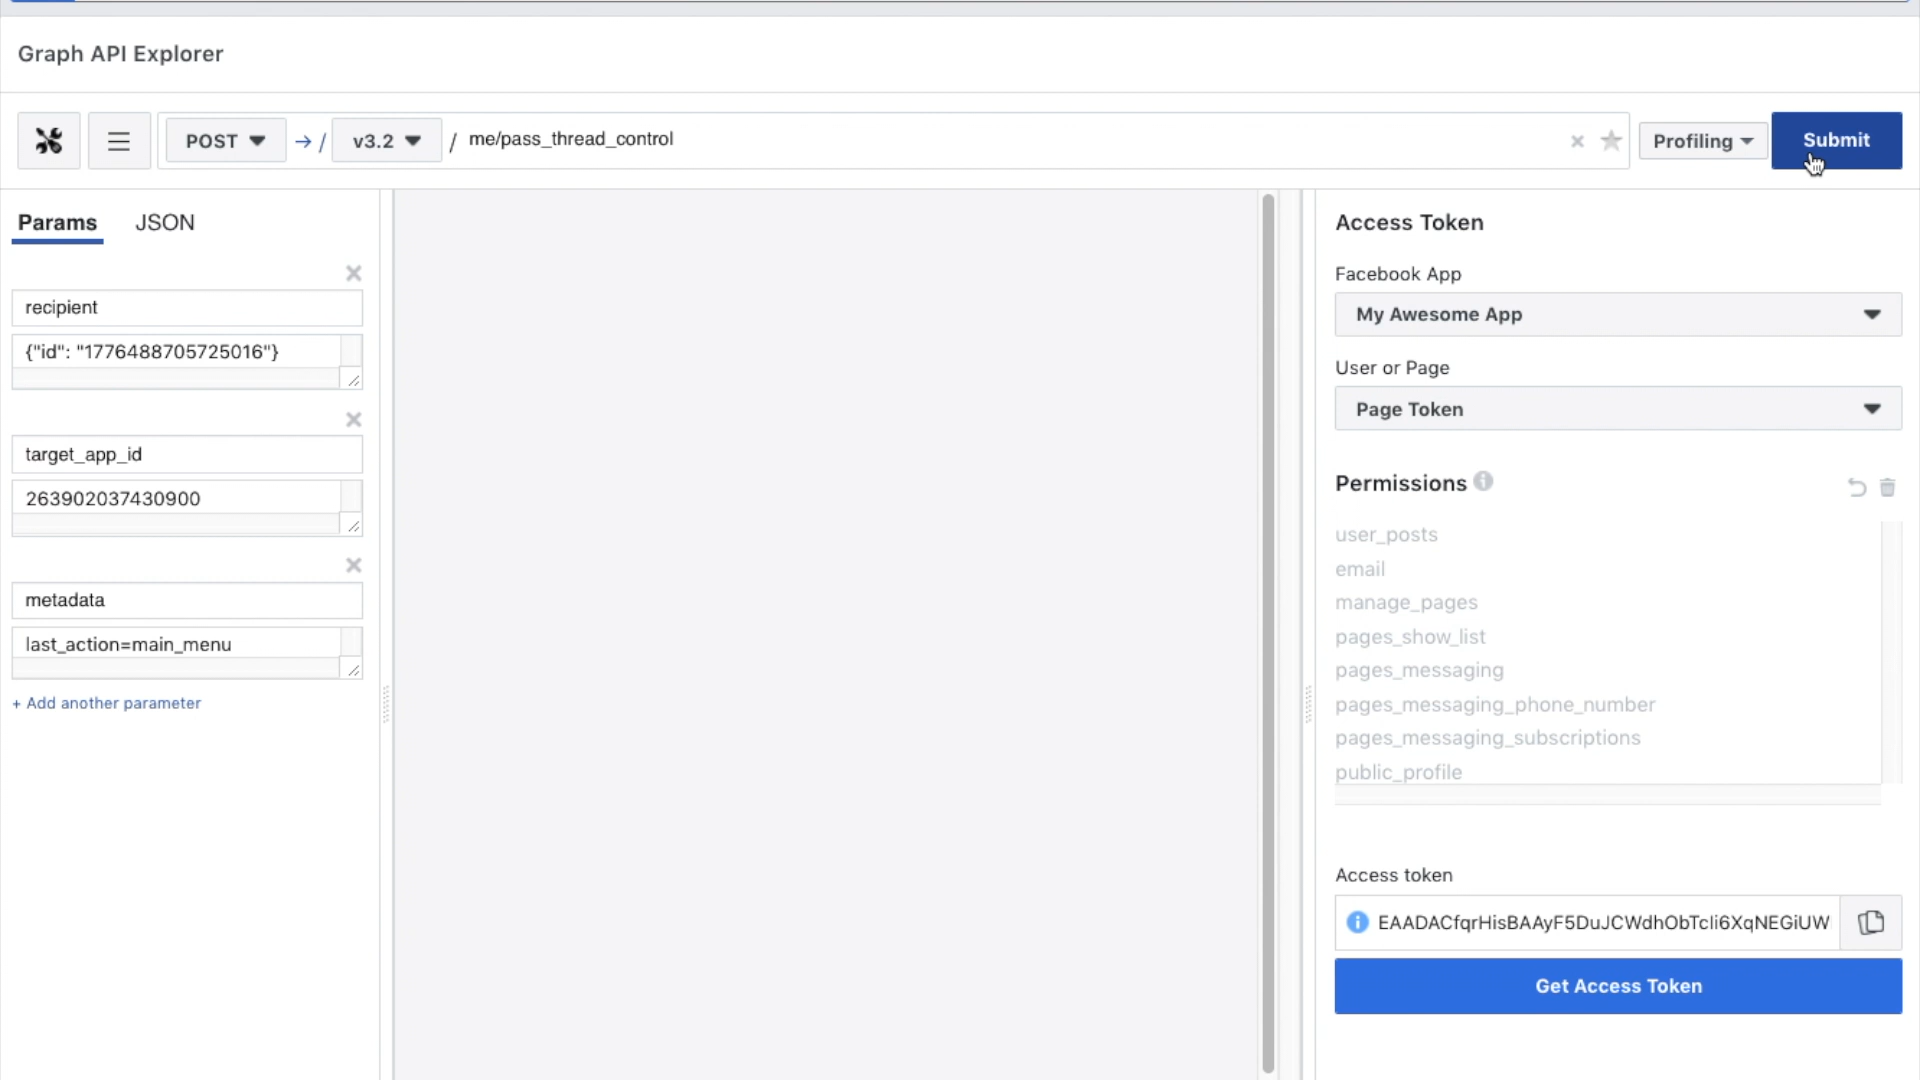 Graph API Explorer
POST → / v3.2 / me/pass_thread_control × Profiling Submit
Params JSON
recipient
{"id": "1776488705725016"}
target_app_id
263902037430900
metadata
last_action=main_menu
+ Add another parameter
Access Token
Facebook App
My Awesome App
User or Page
Page Token
Permissions
user_posts
email
manage_pages
pages_show_list
pages_messaging
pages_messaging_phone_number
pages_messaging_subscriptions
public_profile
Access token
EAADACfqrHisBAAyF5DuJCWdhObTcli6XqNEGiUW
Get Access Token